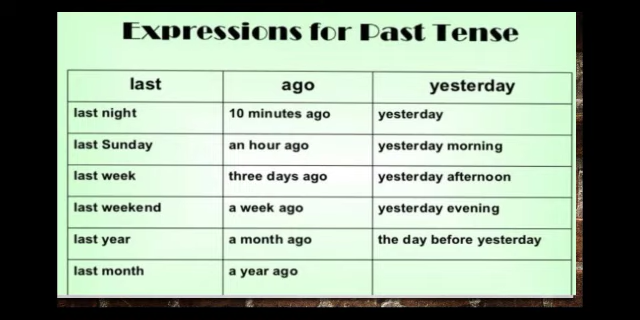 Expressions for Past Tense
last ago yesterday
last night 10 minutes ago yesterday
last Sunday an hour ago yesterday morning
last week three days ago yesterday afternoon
last weekend a week ago yesterday evening
last year a month ago the day before yesterday
last month a year ago